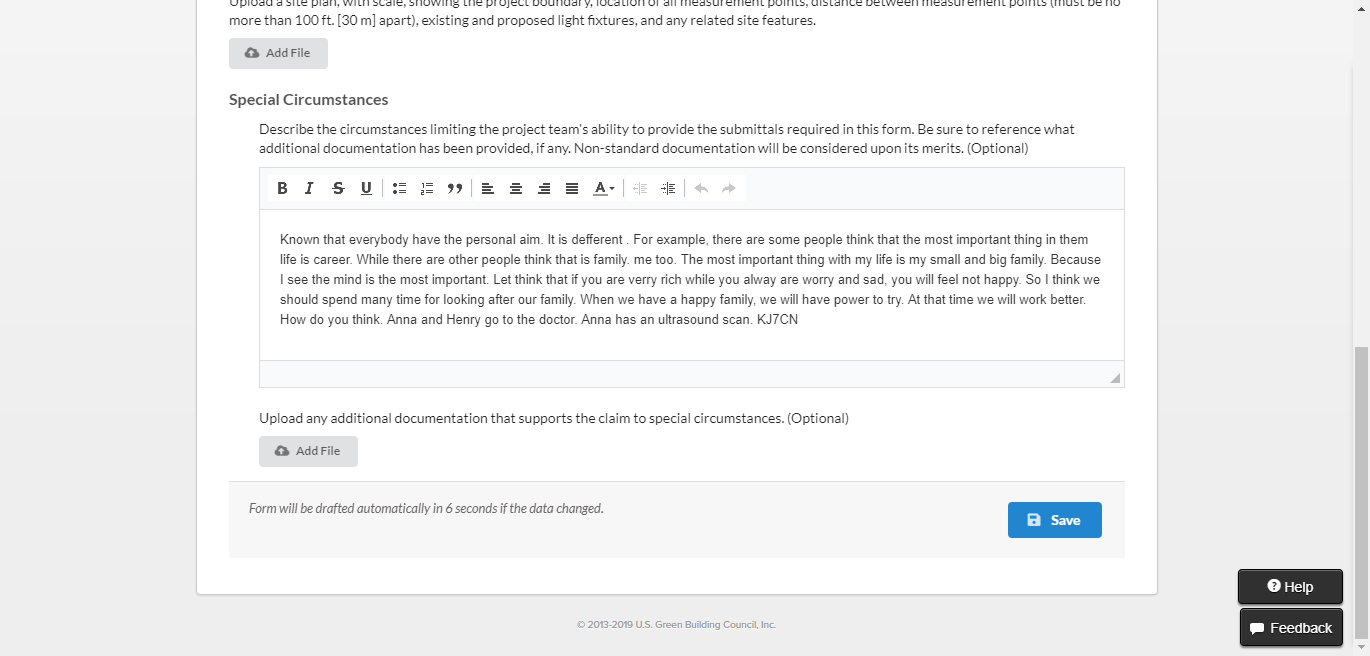 Upload a site plan, with scale, showing the project boundary, location of all measurement points, distance between measurement points (must be no
more than 100 ft. [30 m] apart), existing and proposed light fixtures, and any related site features.
Add File
Special Circumstances
Describe the circumstances limiting the project team's ability to provide the submittals required in this form. Be sure to reference what
additional documentation has been provided, if any. Non-standard documentation will be considered upon its merits. (Optional)
B I S U A
Known that everybody have the personal aim. It is defferent . For example, there are some people think that the most important thing in them
life is career. While there are other people think that is family. me too. The most important thing with my life is my small and big family. Because
I see the mind is the most important. Let think that if you are verry rich while you alway are worry and sad, you will feel not happy. So I think we
should spend many time for looking after our family. When we have a happy family, we will have power to try. At that time we will work better.
How do you think. Anna and Henry go to the doctor. Anna has an ultrasound scan. KJ7CN
Upload any additional documentation that supports the claim to special circumstances. (Optional)
Add File
Form will be drafted automatically in 6 seconds if the data changed.
Save
Help
© 2013-2019 U.S. Green Building Council, Inc.
Feedback